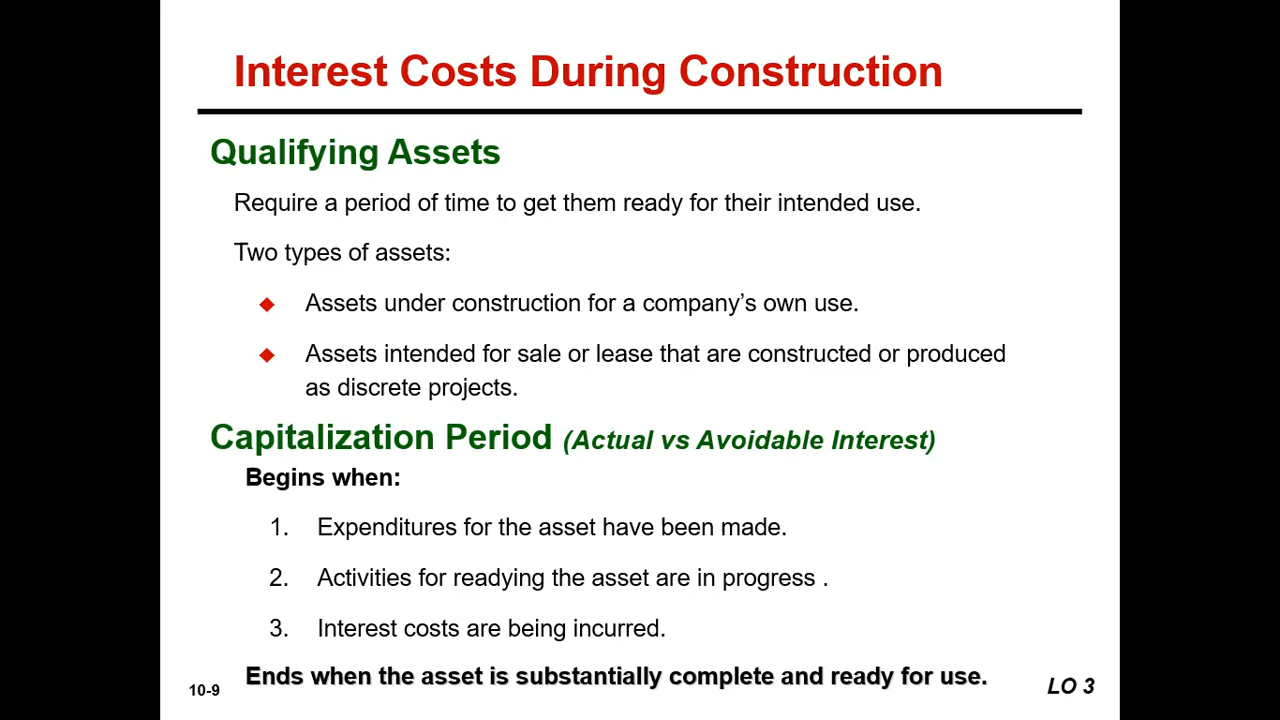 Interest Costs During Construction
Qualifying Assets
Require a period of time to get them ready for their intended use.
Two types of assets:
Assets under construction for a company’s own use.
Assets intended for sale or lease that are constructed or produced
as discrete projects.
Capitalization Period (Actual vs Avoidable Interest)
Begins when:
1. Expenditures for the asset have been made.
2. Activities for readying the asset are in progress .
3. Interest costs are being incurred.
Ends when the asset is substantially complete and ready for use.
10-9
LO 3